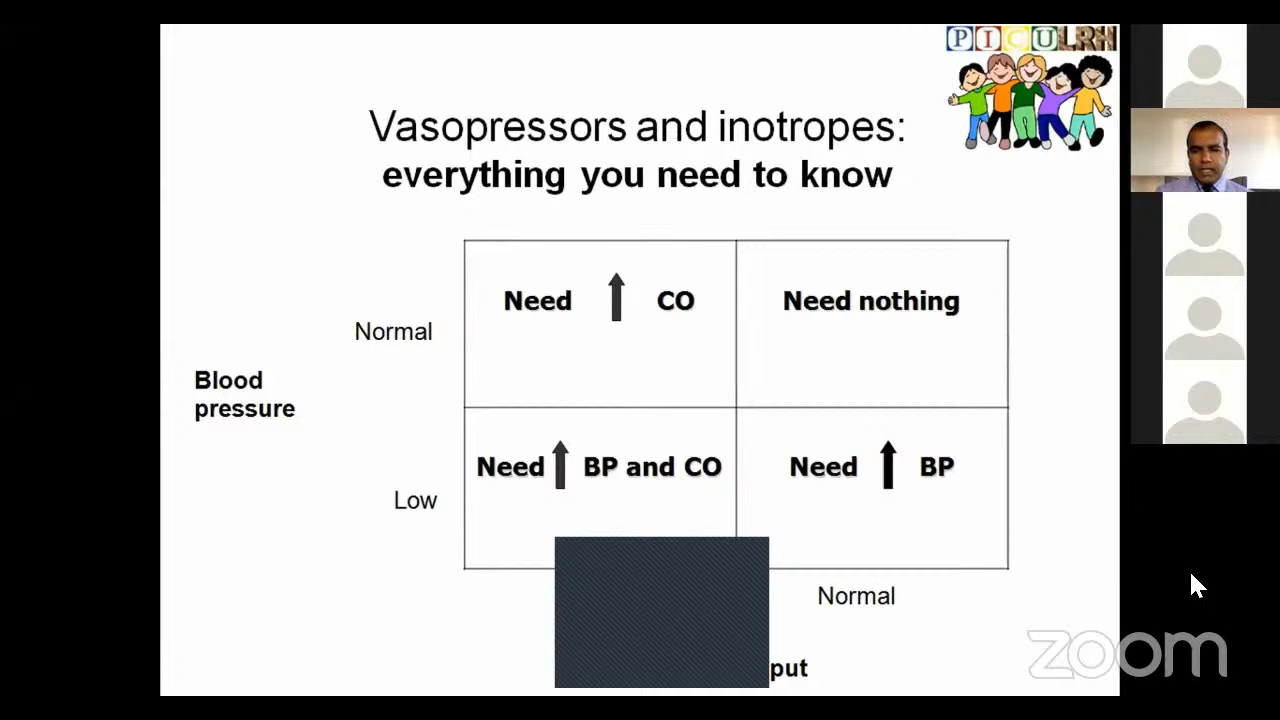 PICU LRH
Vasopressors and inotropes:
everything you need to know
Need CO
Need nothing
Normal
Blood
pressure
Need BP and CO
Need BP
Low
Normal
put
zoom